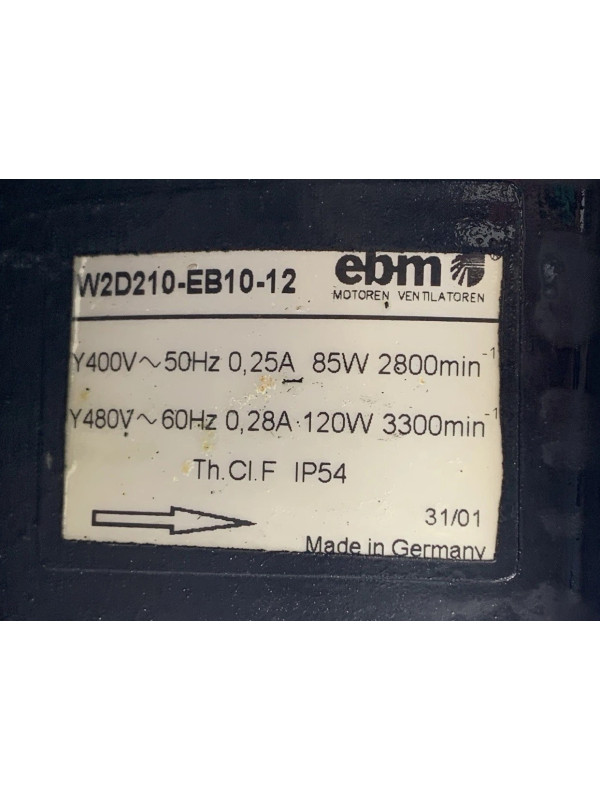 W2D210-EB10-12
ebm®
MOTOREN VENTILATOREN
Y400V~50Hz 0,25A 85W 2800min⁻¹
Y480V~60Hz 0,28A 120W 3300min⁻¹
Th.Cl.F IP54
31/01
Made in Germany